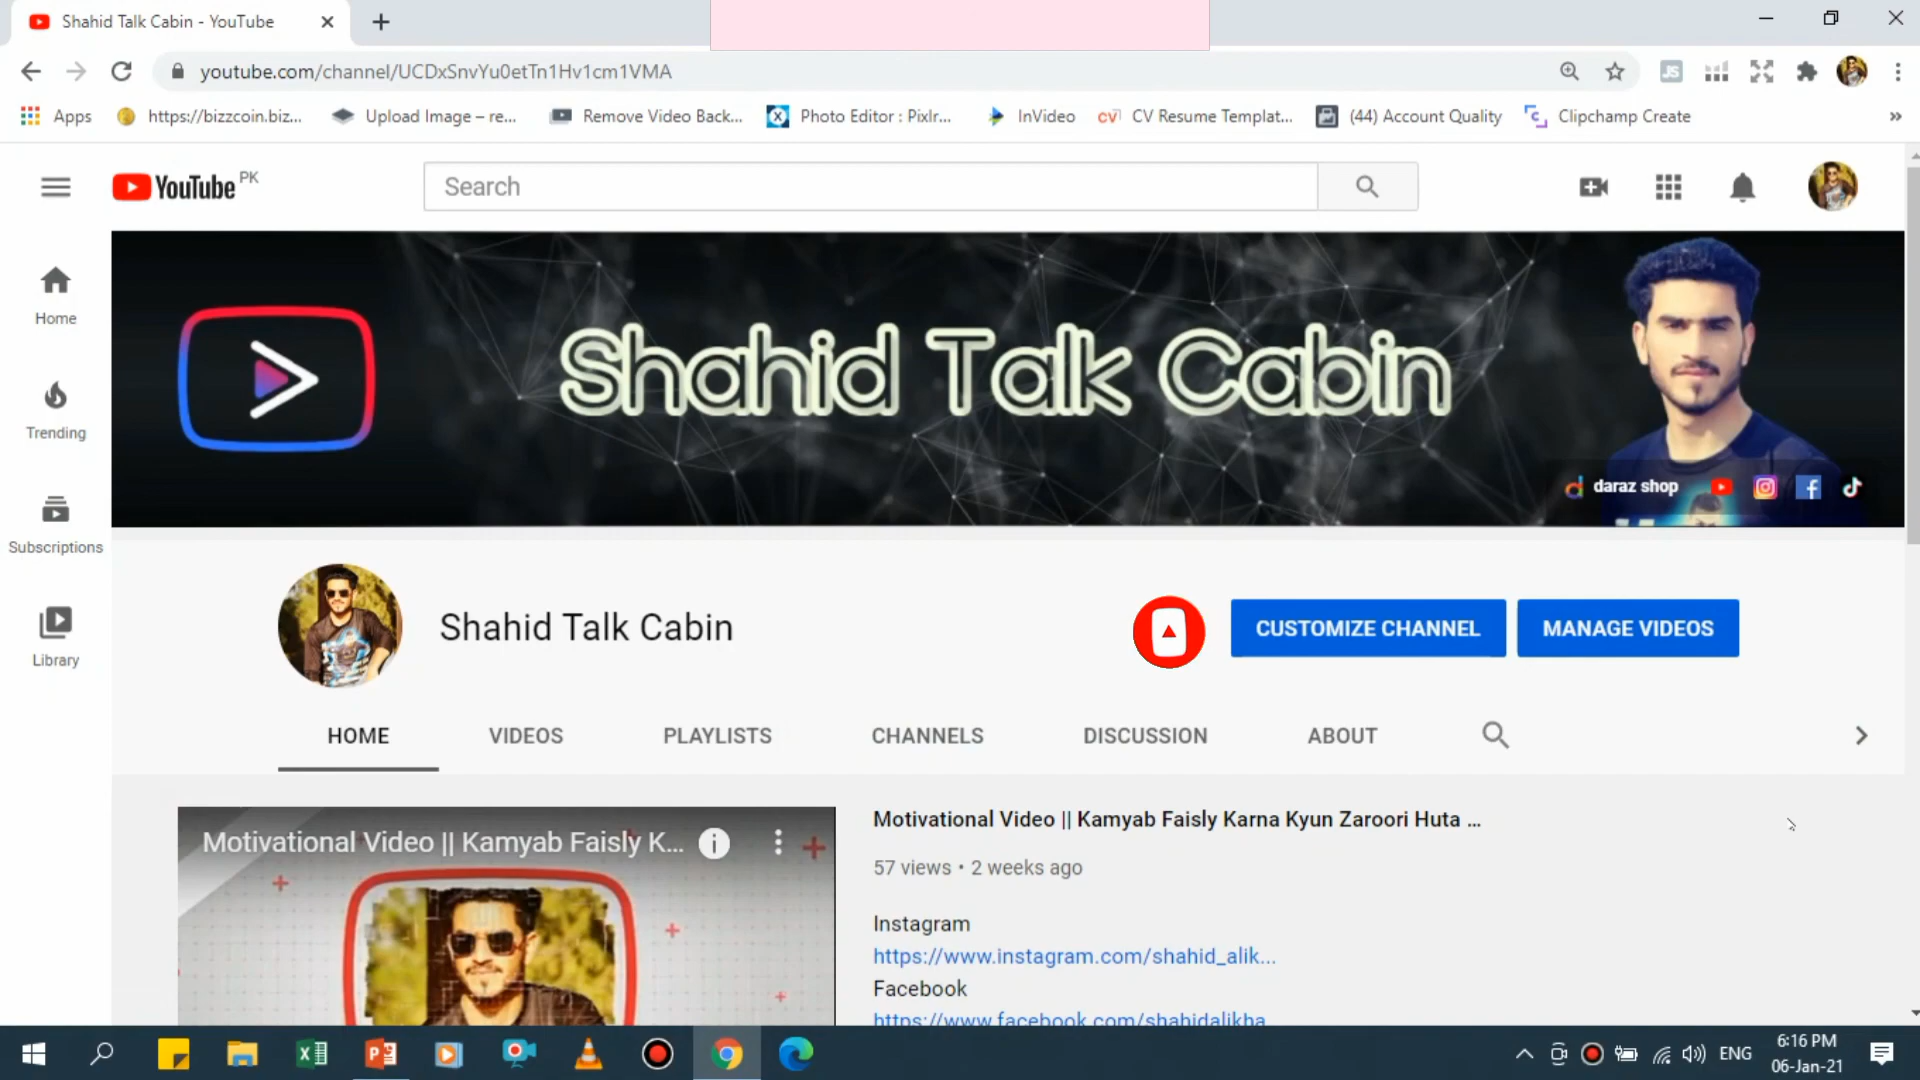 Shahid Talk Cabin - YouTube
youtube.com/channel/UCDxSnvYu0etTn1Hv1cm1VMA
JS
Apps https://bizzcoin.biz... Upload Image – re... Remove Video Back... Photo Editor : Pixlr... InVideo CV Resume Templat... (44) Account Quality Clipchamp Create
YouTube PK
Search
Home
Trending
Subscriptions
Library
Shahid Talk Cabin
daraz shop
Shahid Talk Cabin
CUSTOMIZE CHANNEL
MANAGE VIDEOS
HOME VIDEOS PLAYLISTS CHANNELS DISCUSSION ABOUT
Motivational Video || Kamyab Faisly K...
Motivational Video || Kamyab Faisly Karna Kyun Zaroori Huta ...
57 views • 2 weeks ago
Instagram
https://www.instagram.com/shahid_alik...
Facebook
https://www.facebook.com/shahidalikha
ENG
6:16 PM
06-Jan-21